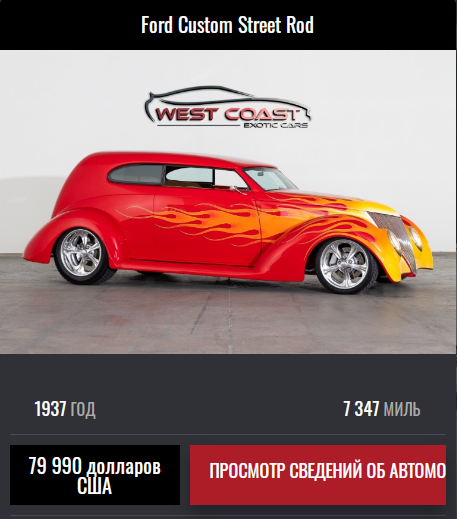 Ford Custom Street Rod
WEST COAST
EXOTIC CARS
1937 ГОД
7 347 МИЛЬ
79 990 долларов
США
ПРОСМОТР СВЕДЕНИЙ ОБ АВТОМО